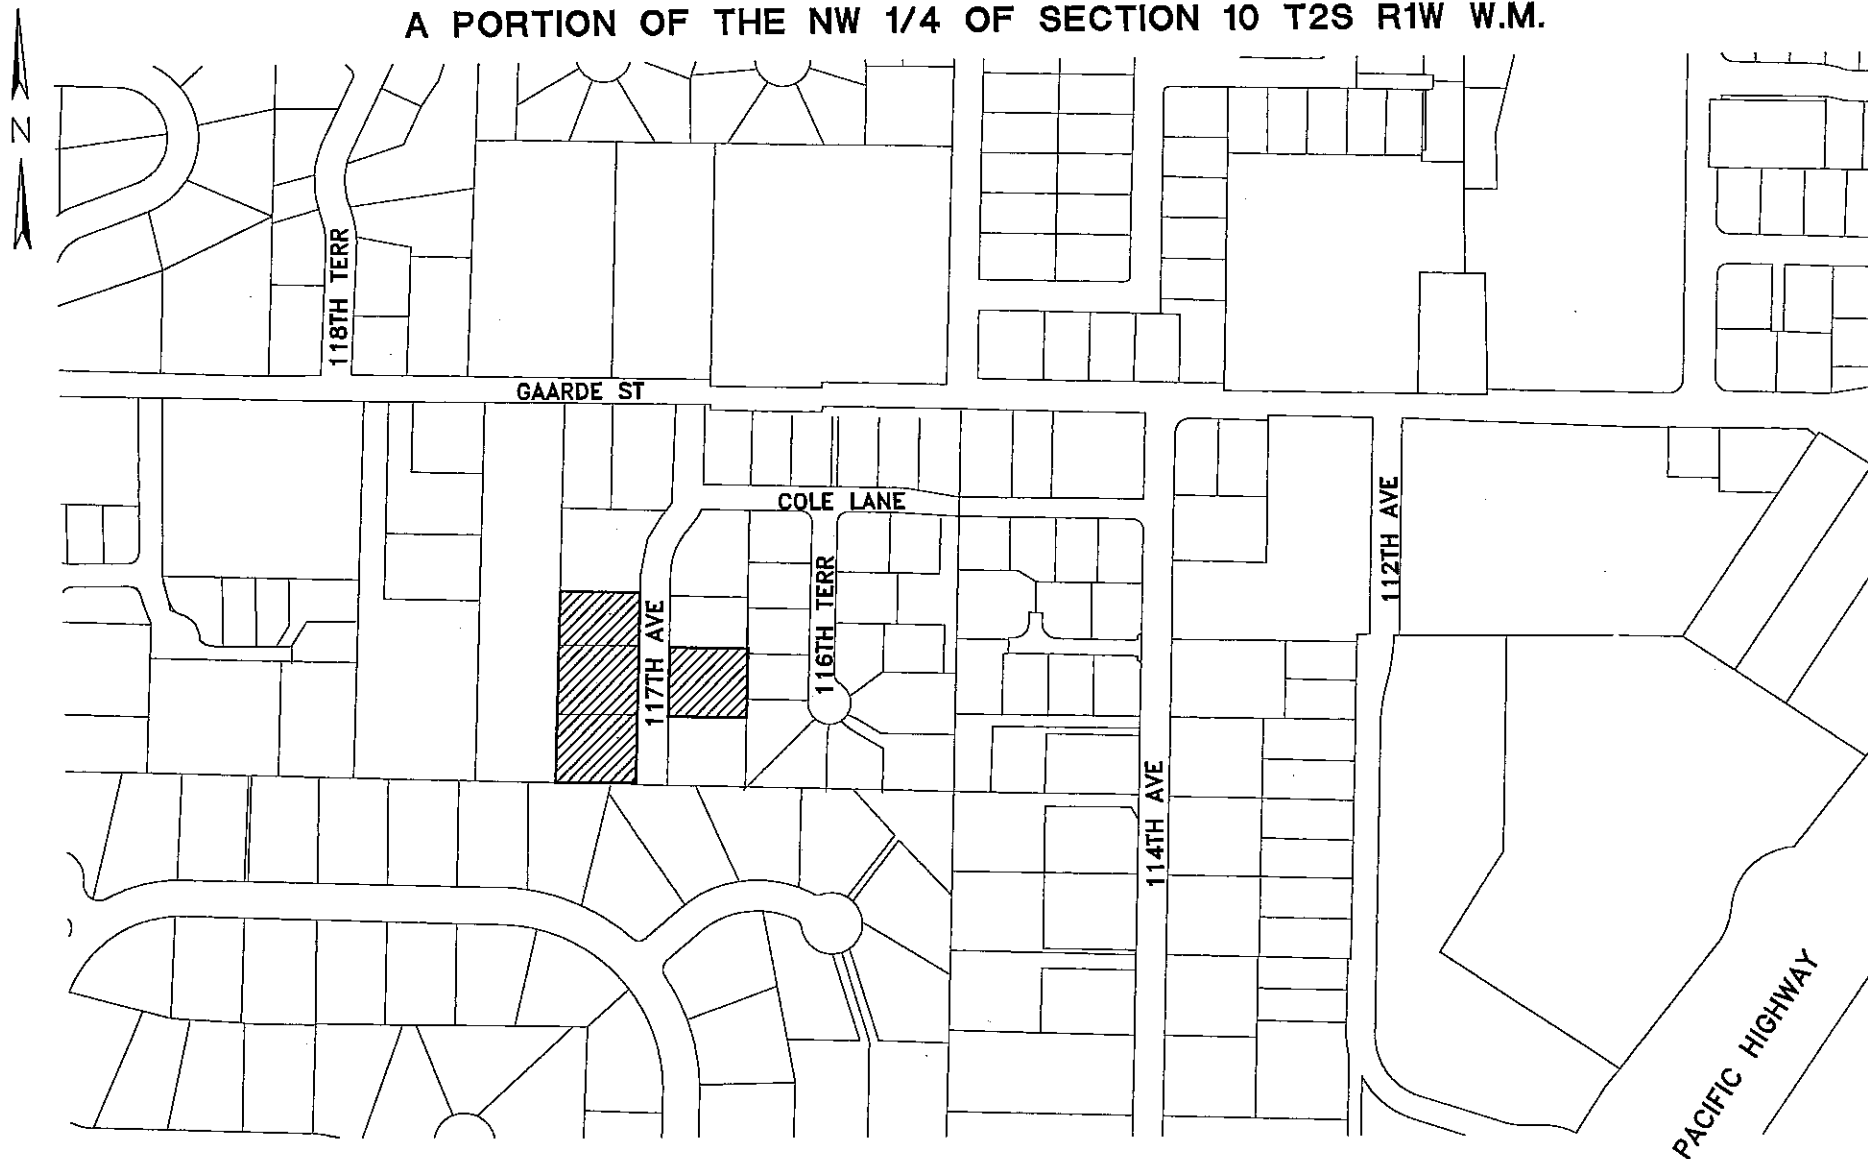 A PORTION OF THE NW 1/4 OF SECTION 10 T2S R1W W.M.
N
118TH TERR
GAARDE ST
COLE LANE
112TH AVE
116TH TERR
117TH AVE
114TH AVE
PACIFIC HIGHWAY